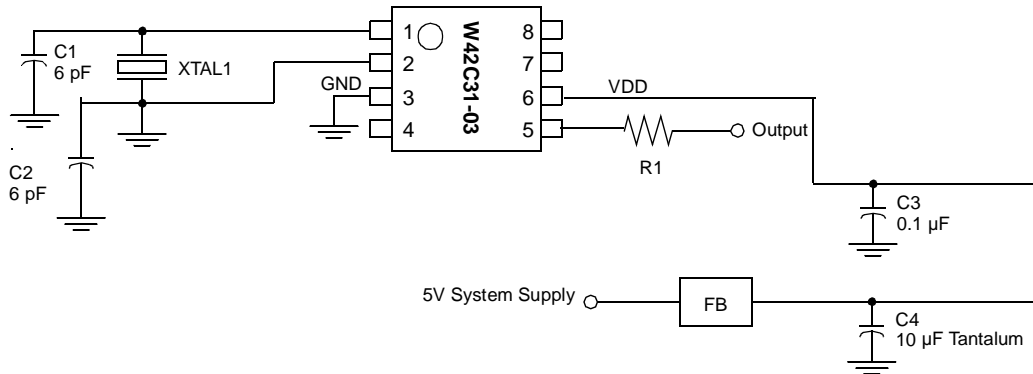 C1
6 pF
XTAL1
C2
6 pF
GND
1
2
3
4
W42C31-03
8
7
6
5
VDD
R1
Output
C3
0.1 µF
5V System Supply
FB
C4
10 µF Tantalum